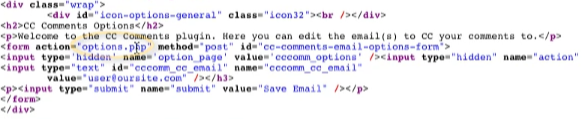 <div class="wrap">
<div id="icon-options-general" class="icon32"><br /></div>
<h2>CC Comments Options</h2>
<p>Welcome to the CC Comments plugin. Here you can edit the email(s) to CC your comments to.</p>
<form action="options.php" method="post" id="cc-comments-email-options-form">
<input type='hidden' name='option_page' value='cccomm_options' /><input type="hidden" name="action"
<input type="text" id="cccomm_cc_email" name="cccomm_cc_email"
value="user@oursite.com" /></h3>
<p><input type="submit" name="submit" value="Save Email" /></p>
</form>
</div>